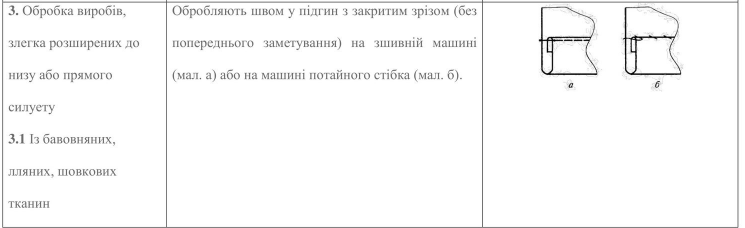 3. Обробка виробів,
злегка розширених до
низу або прямого
силуету
3.1 Із бавовняних,
лляних, шовкових
тканин
Обробляють швом у підгин з закритим зрізом (без
попереднього заметування) на зшивній машині
(мал. а) або на машині потайного стібка (мал. б).
а
б